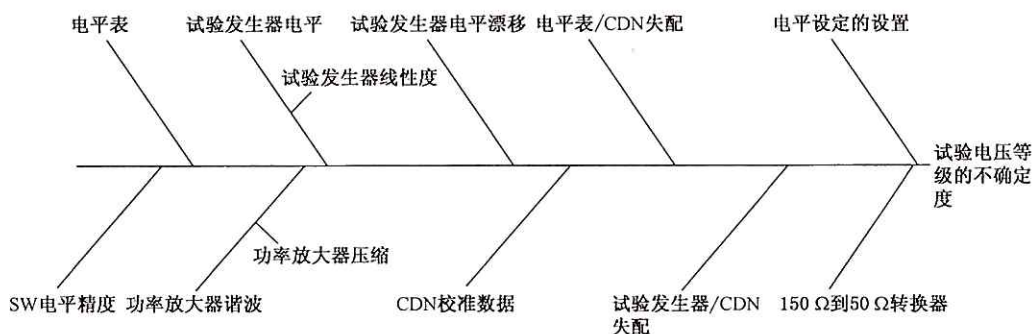 电平表
试验发生器电平
试验发生器电平漂移
电平表/CDN失配
电平设定的设置
试验发生器线性度
试验电压等
级的不确定
度
功率放大器压缩
SW电平精度
功率放大器谐波
CDN校准数据
试验发生器/CDN
失配
150 Ω到50 Ω转换器